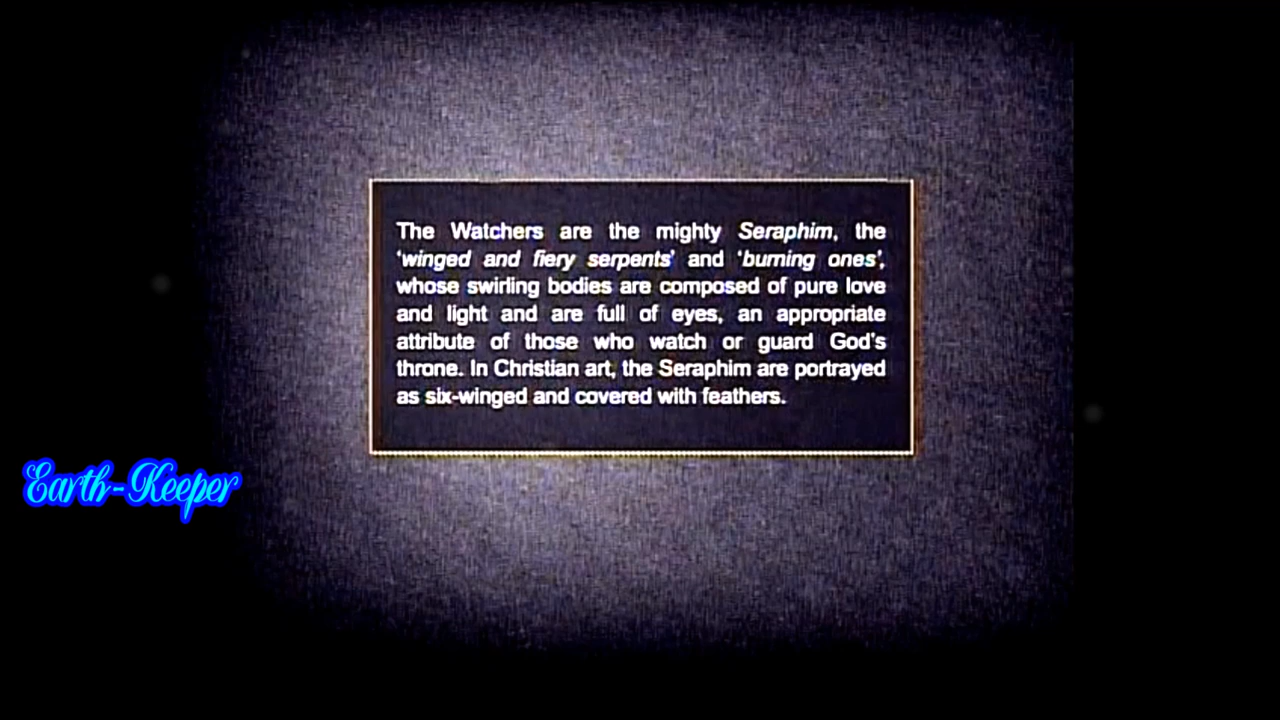 The Watchers are the mighty Seraphim, the
‘winged and fiery serpents’ and ‘burning ones’,
whose swirling bodies are composed of pure love
and light and are full of eyes, an appropriate
attribute of those who watch or guard God's
throne. In Christian art, the Seraphim are portrayed
as six-winged and covered with feathers.
Earth-Keeper